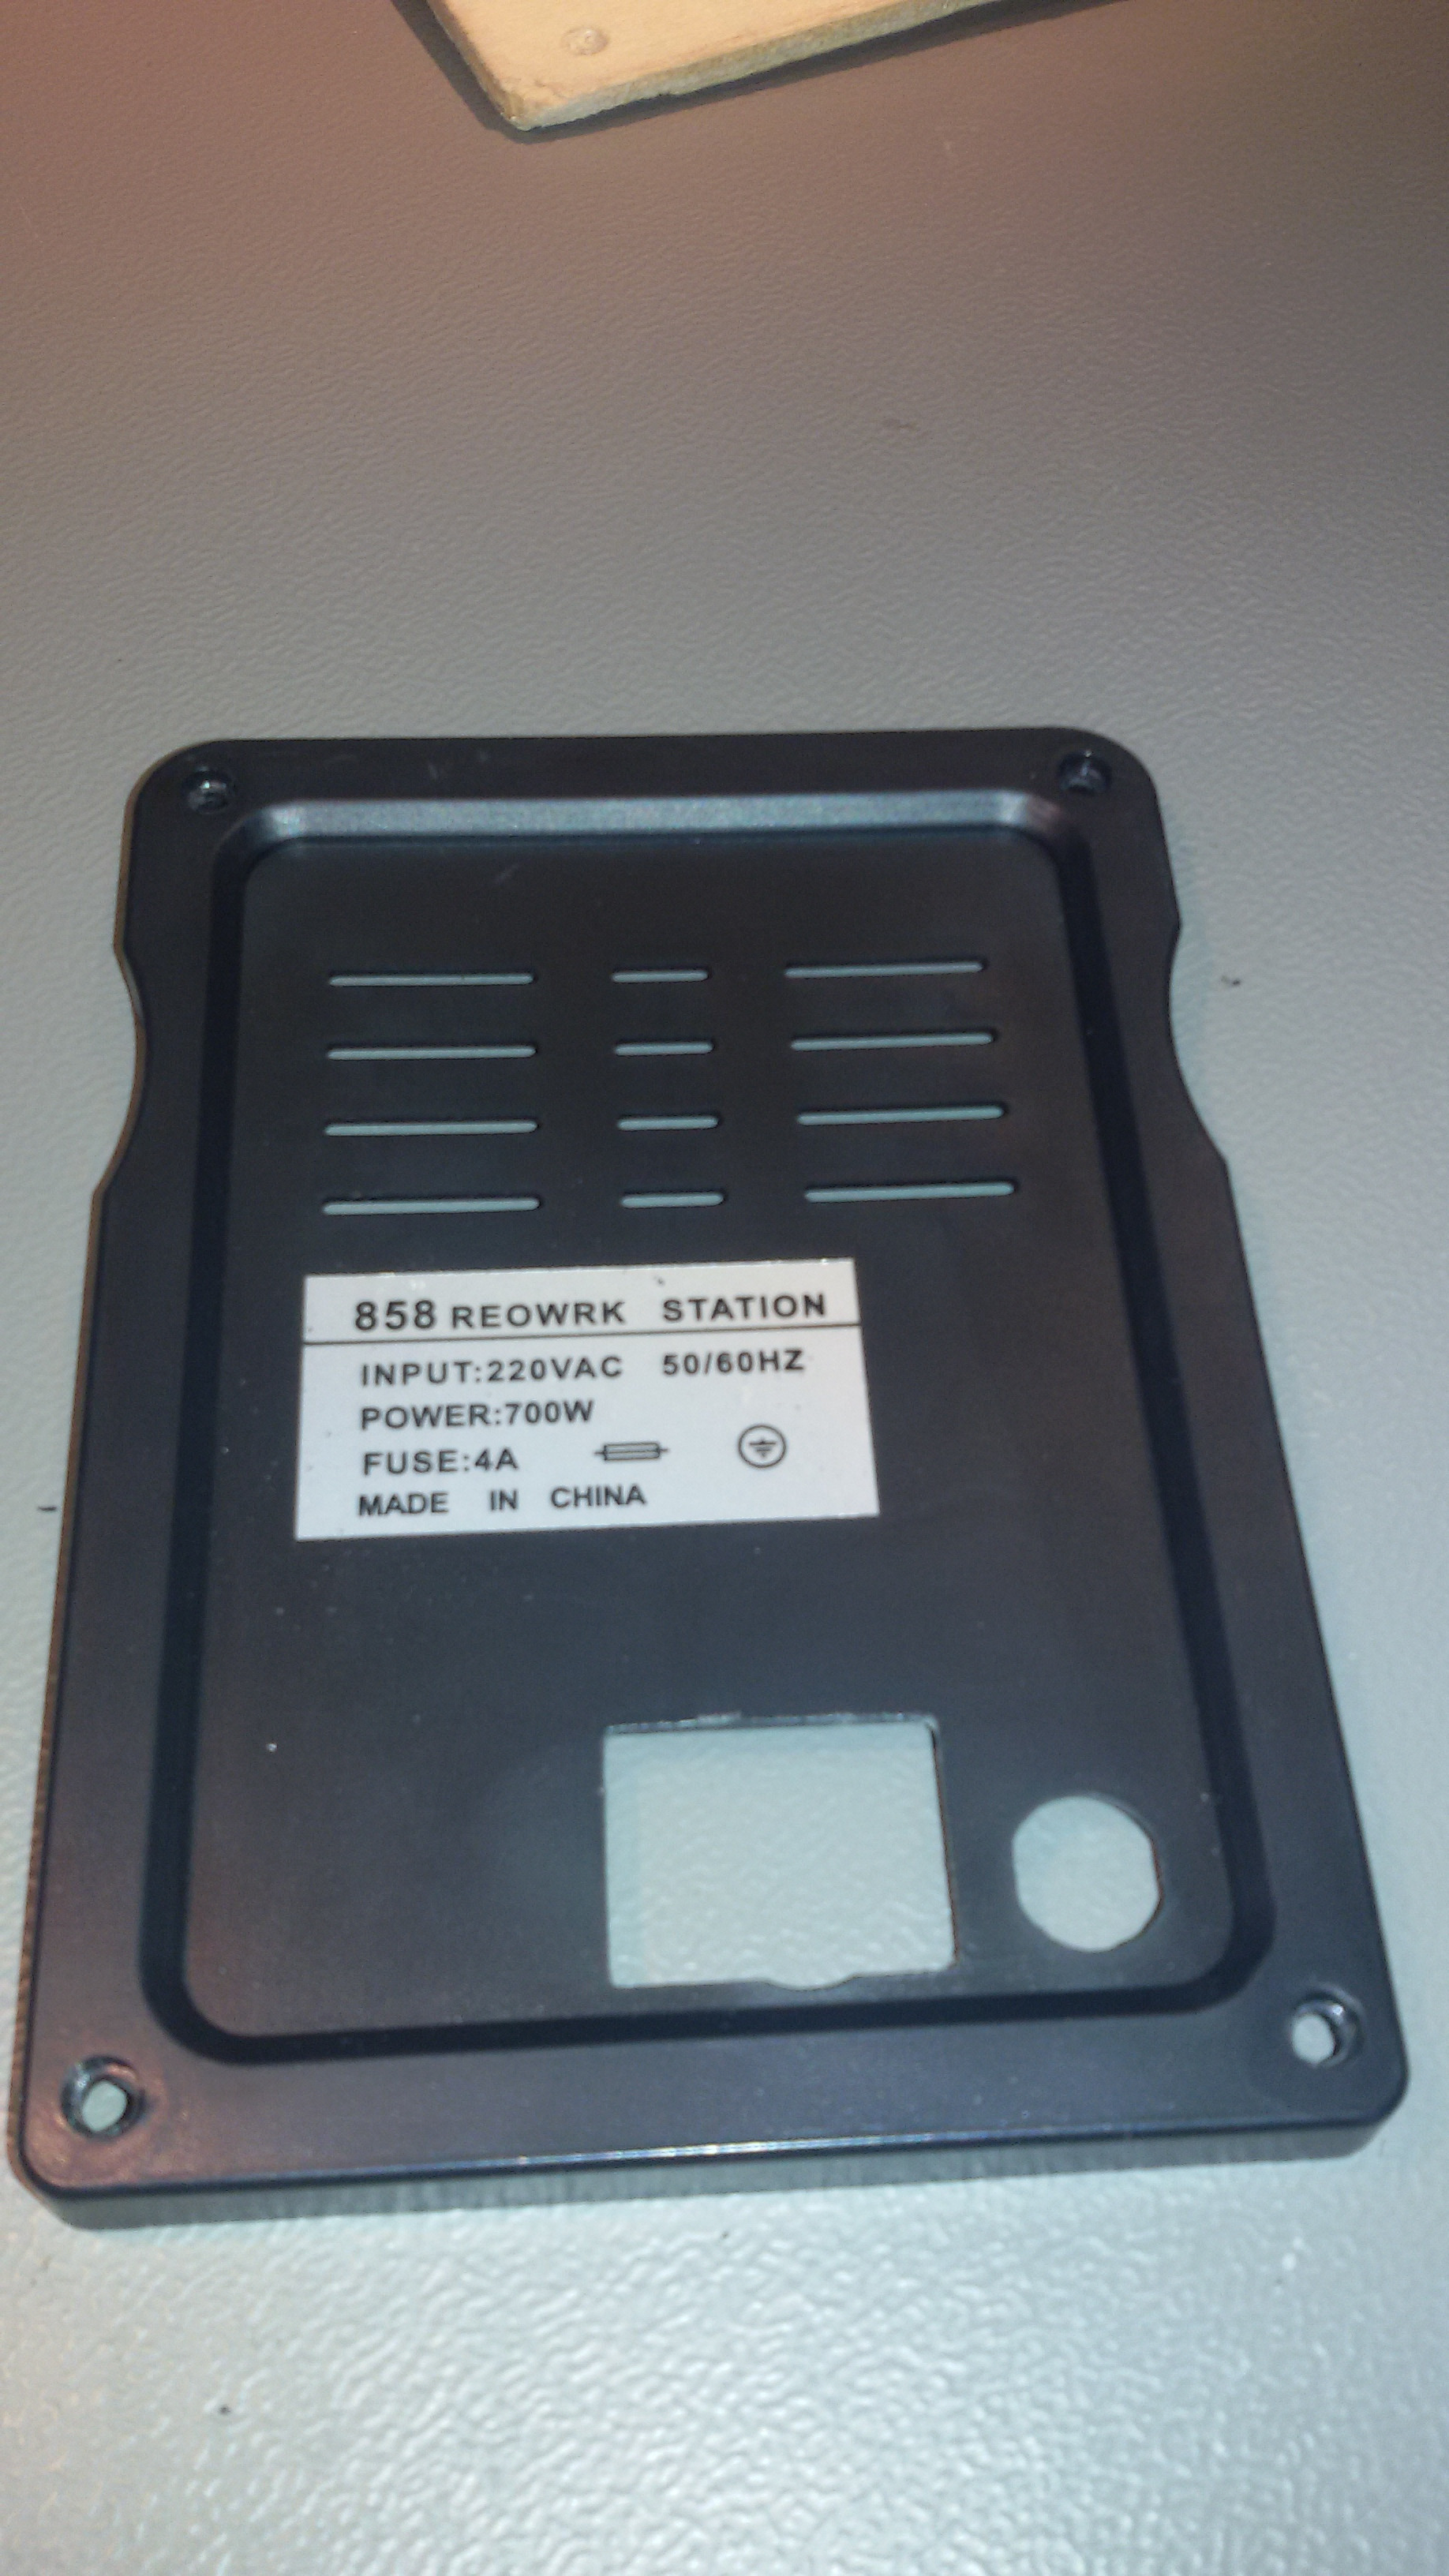 858 REOWRK STATION
INPUT:220VAC 50/60HZ
POWER:700W
FUSE:4A
MADE IN CHINA